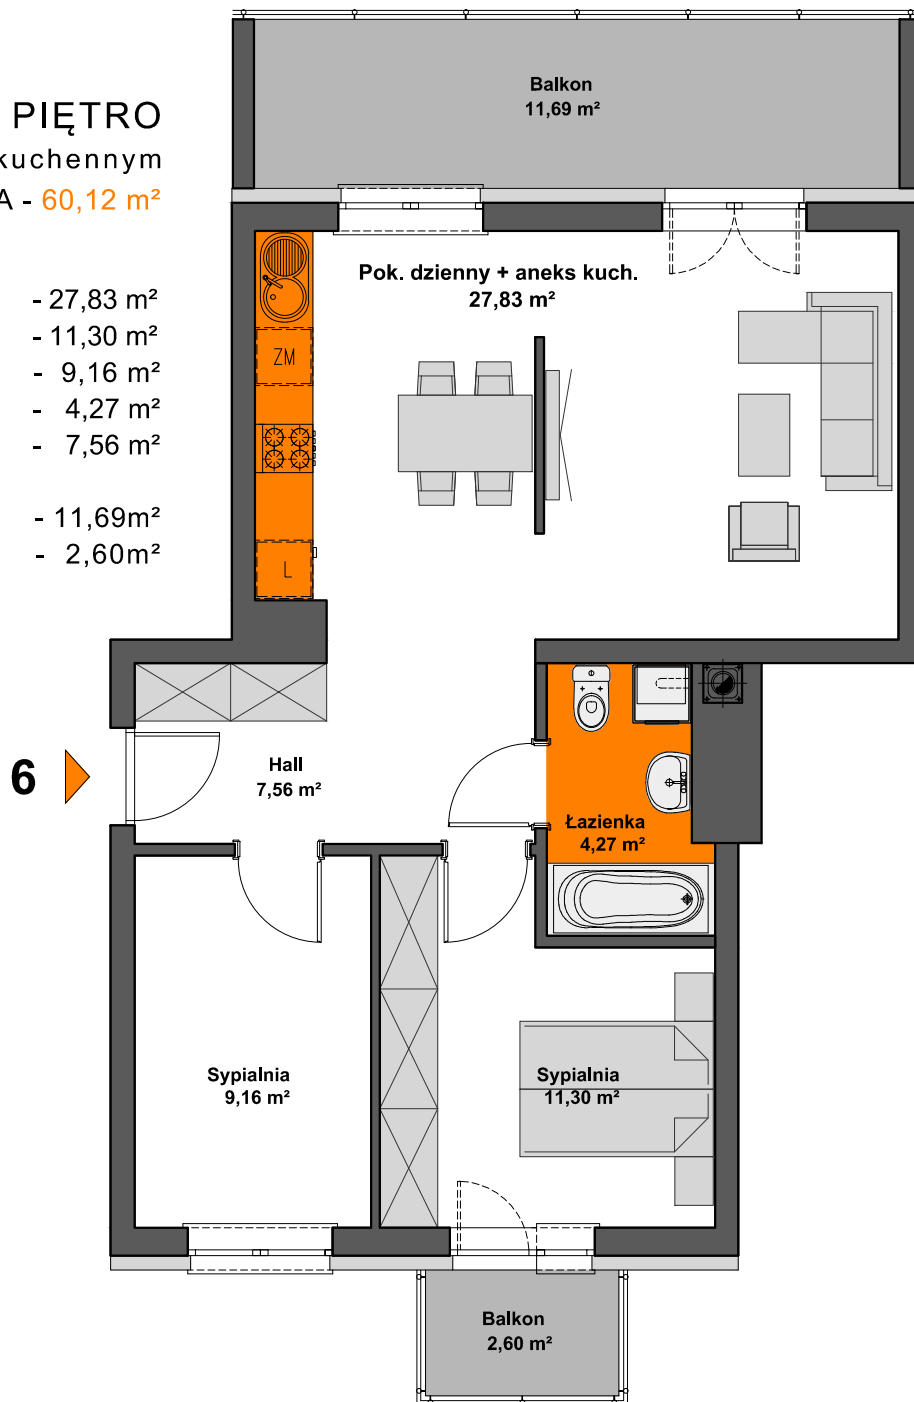 PIĘTRO
kuchennym
A - 60,12 m²
- 27,83 m²
- 11,30 m²
- 9,16 m²
- 4,27 m²
- 7,56 m²
- 11,69m²
- 2,60m²
Balkon
11,69 m²
Pok. dzienny + aneks kuch.
27,83 m²
ZM
L
6
Hall
7,56 m²
Łazienka
4,27 m²
Sypialnia
9,16 m²
Sypialnia
11,30 m²
Balkon
2,60 m²